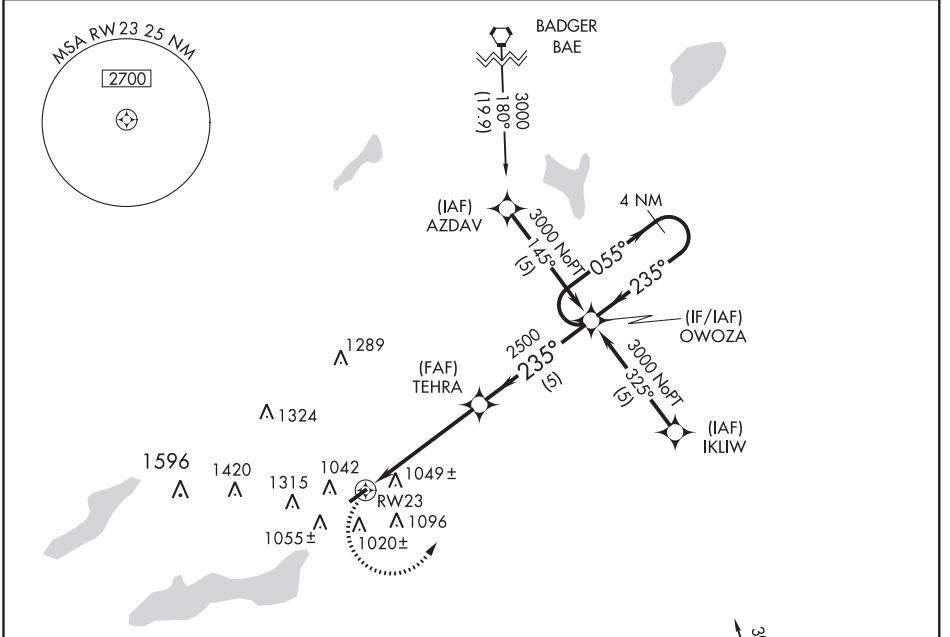 MSA RW23 25 NM
2700
BADGER
BAE
3000
180°
(19.9)
(IAF)
AZDAV
3000 NoPT
145°
(5)
4 NM
055°
235°
(IF/IAF)
OWOZA
2500
235°
(5)
3000 NoPT
325°
(5)
(IAF)
IKLIW
(FAF)
TEHRA
1289
1324
1596
1420
1315
1042
1049±
RW23
1055±
1020±
1096